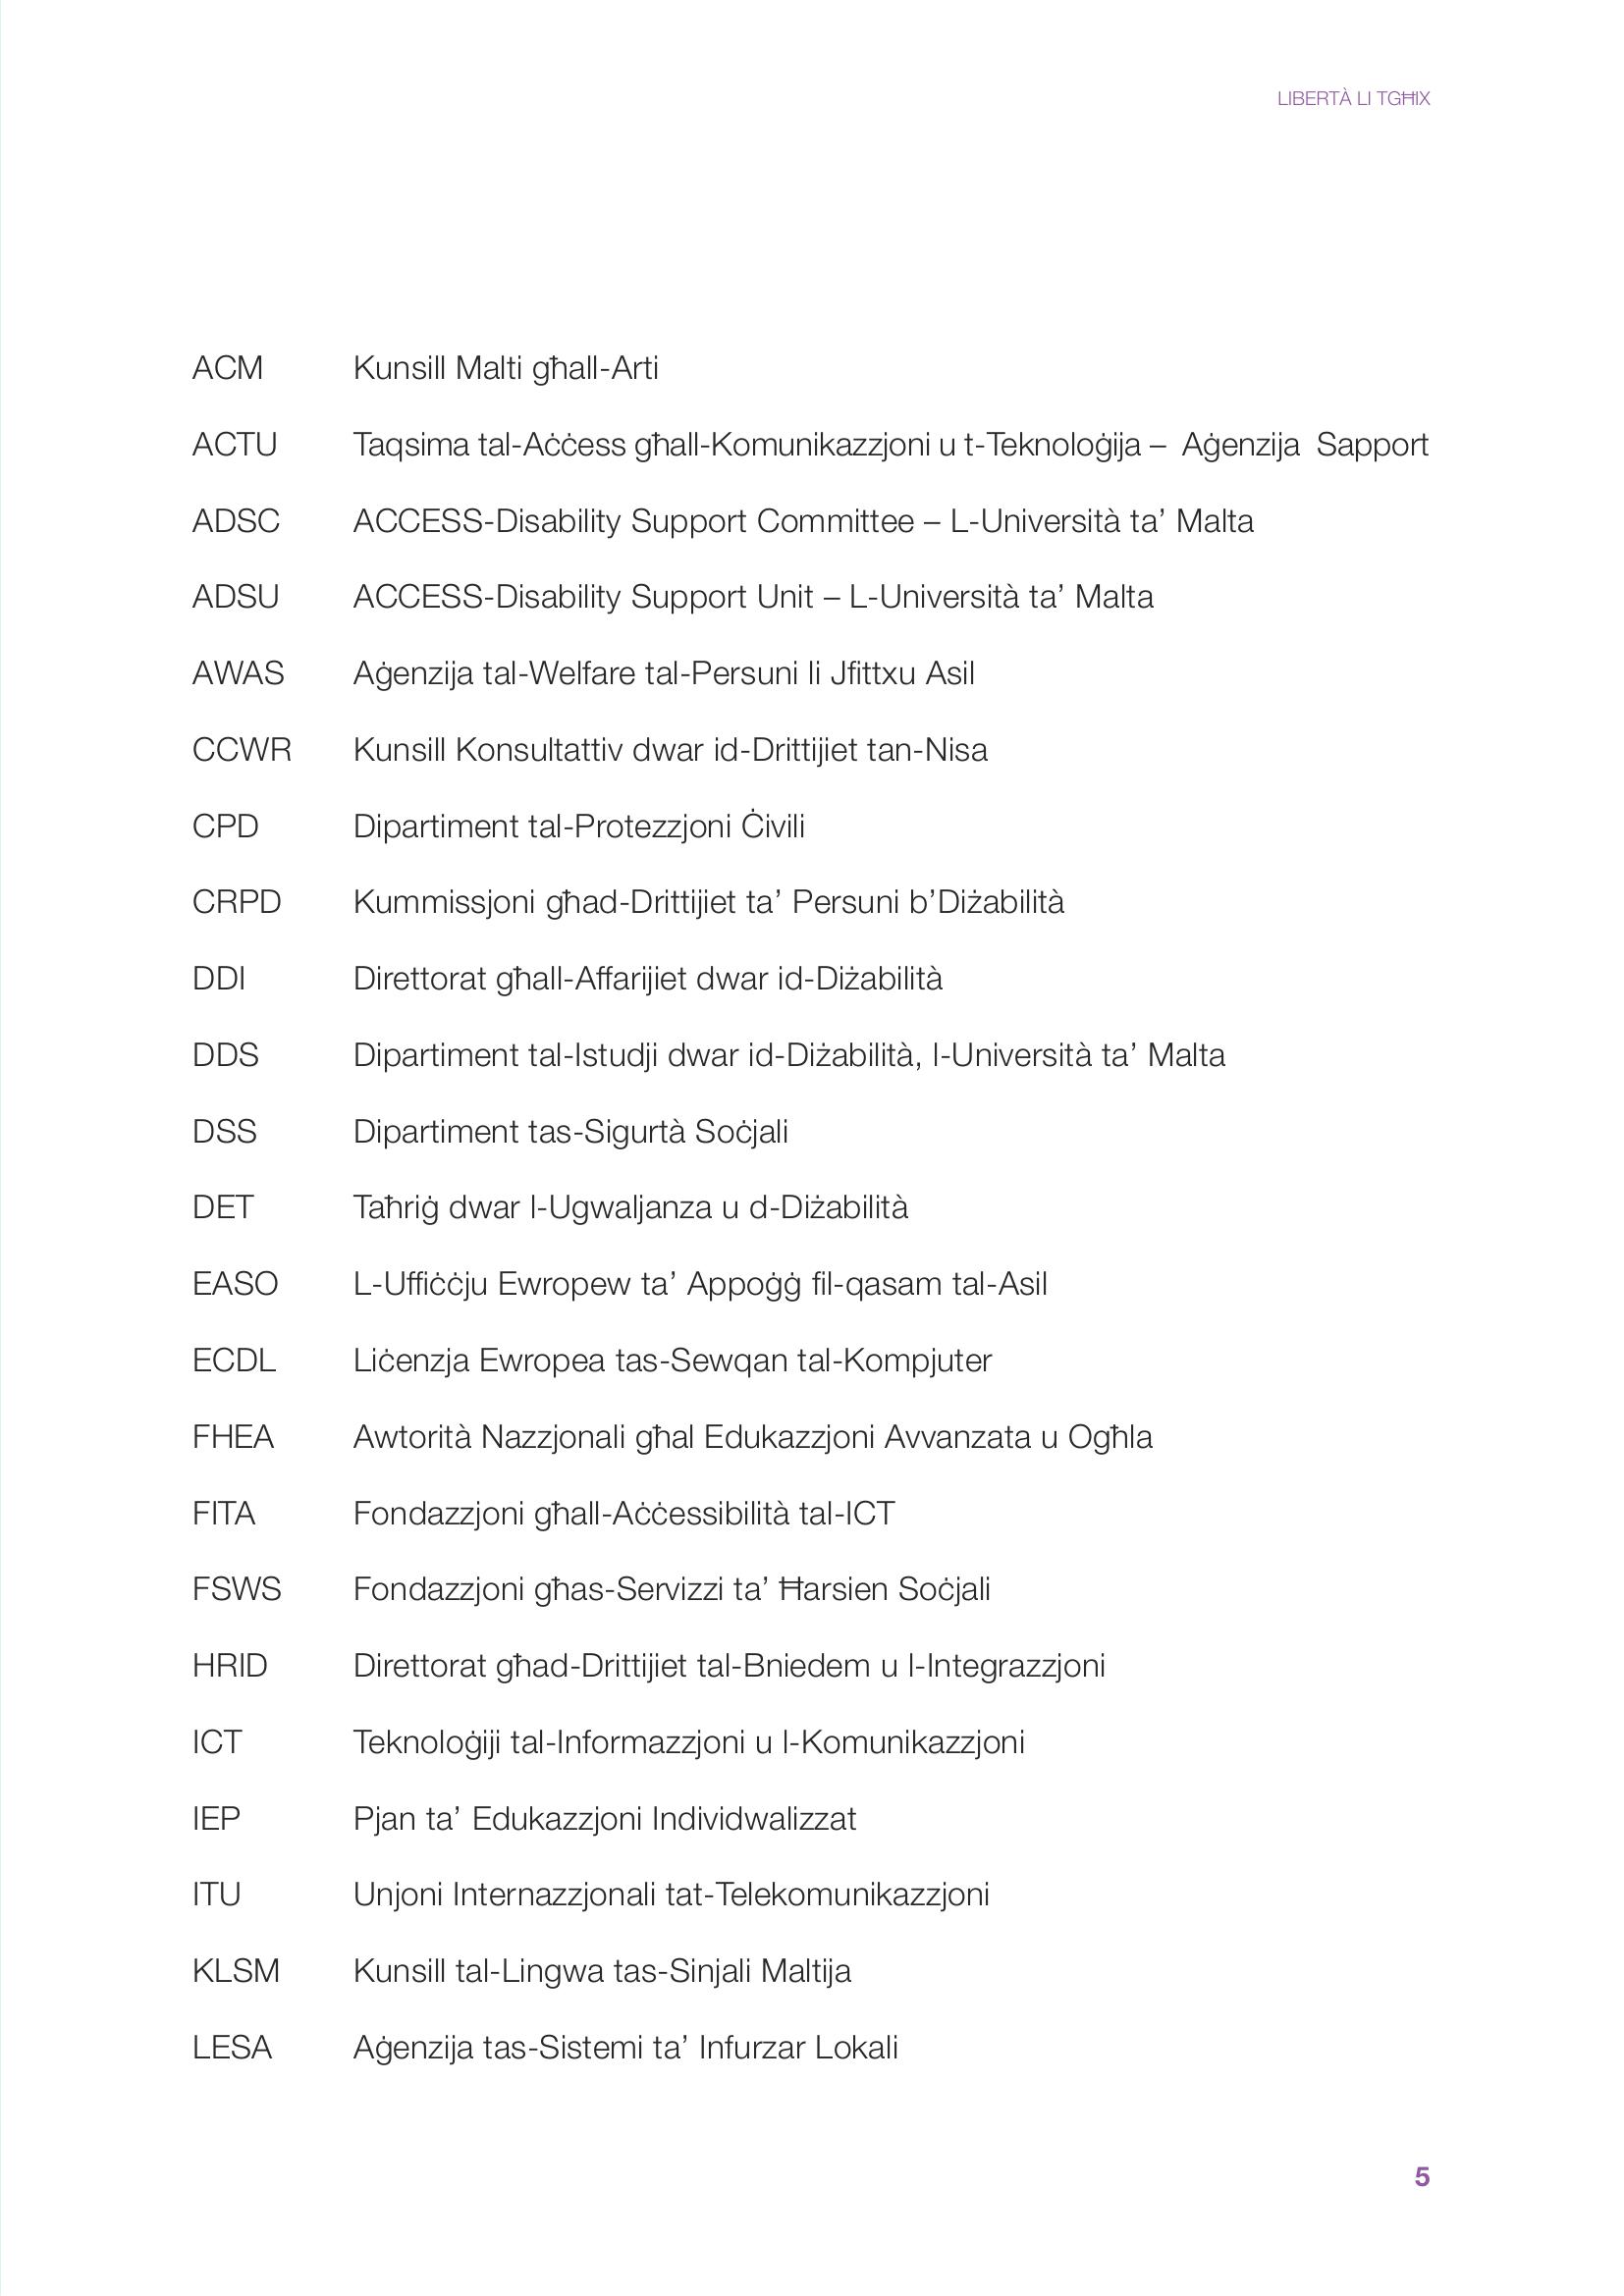 LIBERTÀ LI TGĦIX
ACM Kunsill Malti għall-Arti
ACTU Taqsima tal-Aċċess għall-Komunikazzjoni u t-Teknoloġija – Aġenzija Sapport
ADSC ACCESS-Disability Support Committee – L-Università ta’ Malta
ADSU ACCESS-Disability Support Unit – L-Università ta’ Malta
AWAS Aġenzija tal-Welfare tal-Persuni li Jfittxu Asil
CCWR Kunsill Konsultattiv dwar id-Drittijiet tan-Nisa
CPD Dipartiment tal-Protezzjoni Ċivili
CRPD Kummissjoni għad-Drittijiet ta’ Persuni b’Diżabilità
DDI Direttorat għall-Affarijiet dwar id-Diżabilità
DDS Dipartiment tal-Istudji dwar id-Diżabilità, l-Università ta’ Malta
DSS Dipartiment tas-Sigurtà Soċjali
DET Taħriġ dwar l-Ugwaljanza u d-Diżabilità
EASO L-Uffiċċju Ewropew ta’ Appoġġ fil-qasam tal-Asil
ECDL Liċenzja Ewropea tas-Sewqan tal-Kompjuter
FHEA Awtorità Nazzjonali għal Edukazzjoni Avvanzata u Ogħla
FITA Fondazzjoni għall-Aċċessibilità tal-ICT
FSWS Fondazzjoni għas-Servizzi ta’ Ħarsien Soċjali
HRID Direttorat għad-Drittijiet tal-Bniedem u l-Integrazzjoni
ICT Teknoloġiji tal-Informazzjoni u l-Komunikazzjoni
IEP Pjan ta’ Edukazzjoni Individwalizzat
ITU Unjoni Internazzjonali tat-Telekomunikazzjoni
KLSM Kunsill tal-Lingwa tas-Sinjali Maltija
LESA Aġenzija tas-Sistemi ta’ Infurzar Lokali
5